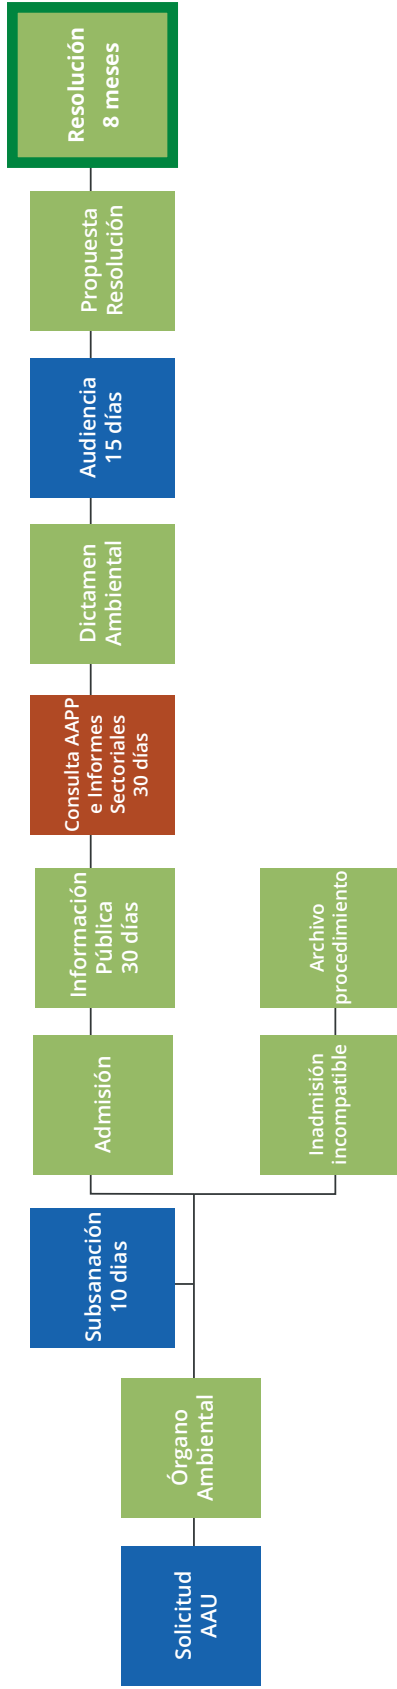 Solicitud
AAU
Órgano
Ambiental
Subsanación
10 dias
Admisión
Información
Pública
30 días
Consulta AAPP
e Informes
Sectoriales
30 días
Dictamen
Ambiental
Audiencia
15 días
Propuesta
Resolución
Resolución
8 meses
Inadmisión
incompatible
Archivo
procedimiento